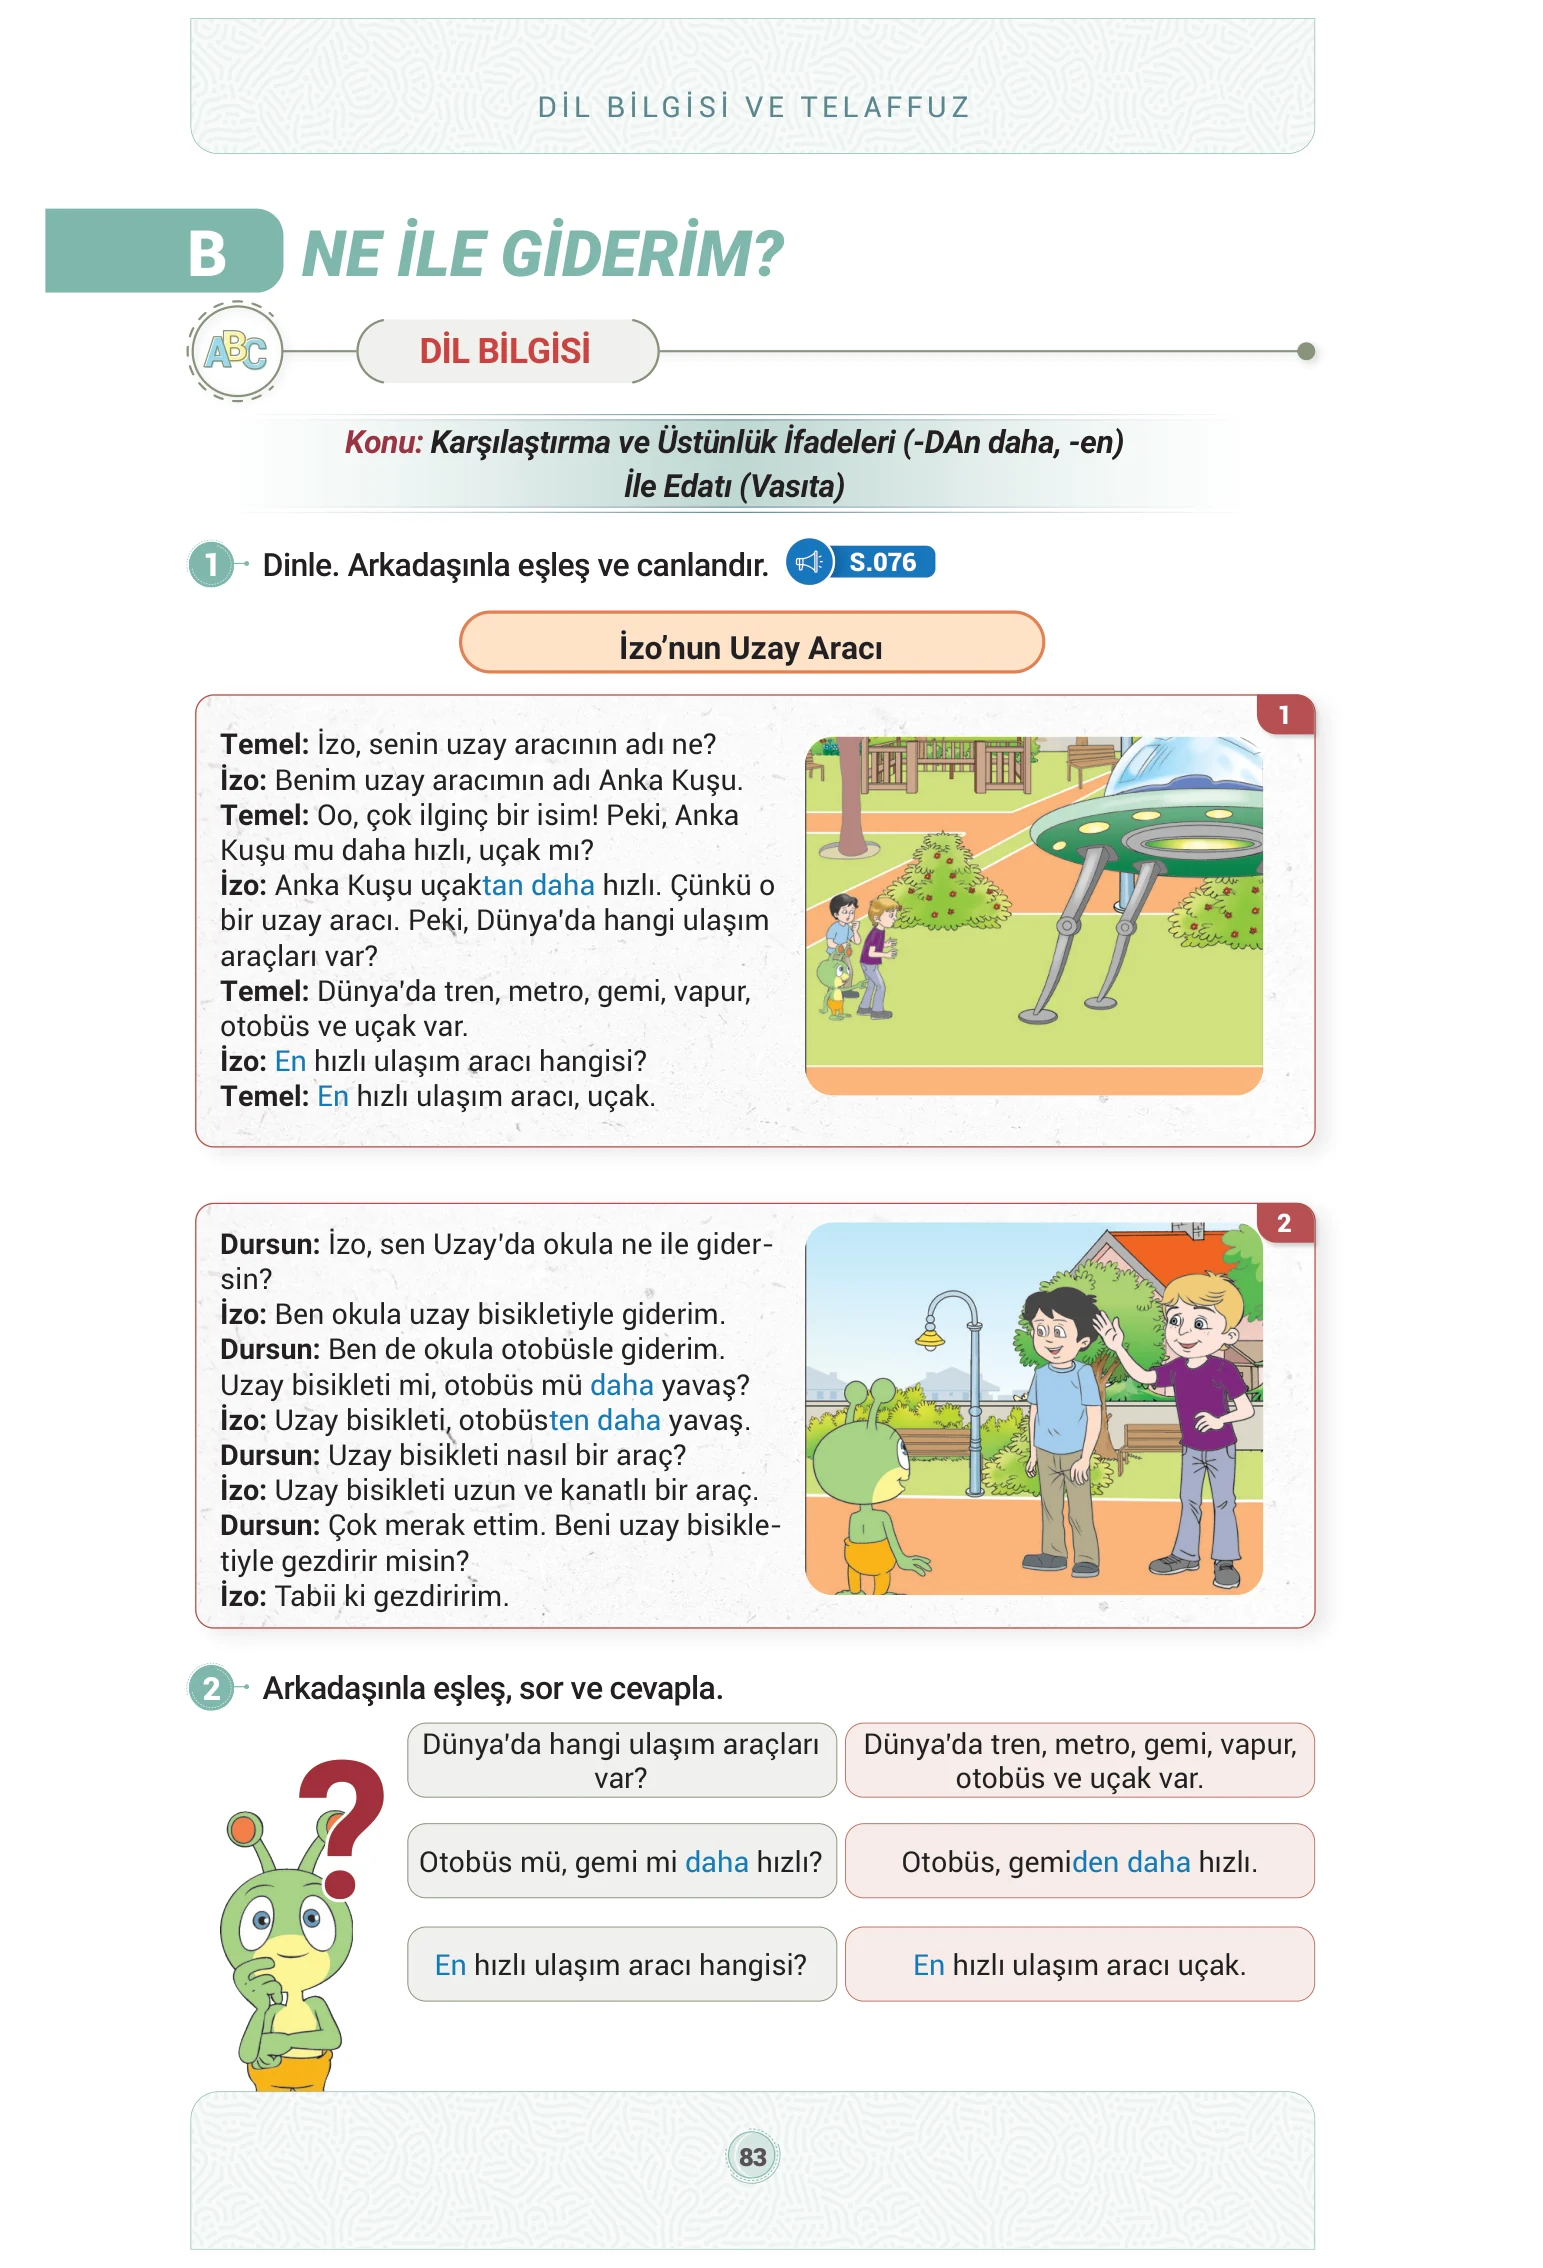 DİL BİLGİSİ VE TELAFFUZ
B
NE İLE GİDERİM?
ABC
DİL BİLGİSİ
Konu: Karşılaştırma ve Üstünlük İfadeleri (-DAn daha, -en)
İle Edatı (Vasıta)
1
Dinle. Arkadaşınla eşleş ve canlandır.
S.076
İzo’nun Uzay Aracı
1
Temel: İzo, senin uzay aracının adı ne?
İzo: Benim uzay aracımın adı Anka Kuşu.
Temel: Oo, çok ilginç bir isim! Peki, Anka
Kuşu mu daha hızlı, uçak mı?
İzo: Anka Kuşu uçaktan daha hızlı. Çünkü o
bir uzay aracı. Peki, Dünya'da hangi ulaşım
araçları var?
Temel: Dünya'da tren, metro, gemi, vapur,
otobüs ve uçak var.
İzo: En hızlı ulaşım aracı hangisi?
Temel: En hızlı ulaşım aracı, uçak.
2
Dursun: İzo, sen Uzay'da okula ne ile gider-
sin?
İzo: Ben okula uzay bisikletiyle giderim.
Dursun: Ben de okula otobüsle giderim.
Uzay bisikleti mi, otobüs mü daha yavaş?
İzo: Uzay bisikleti, otobüsten daha yavaş.
Dursun: Uzay bisikleti nasıl bir araç?
İzo: Uzay bisikleti uzun ve kanatlı bir araç.
Dursun: Çok merak ettim. Beni uzay bisikle-
tiyle gezdirir misin?
İzo: Tabii ki gezdiririm.
2
Arkadaşınla eşleş, sor ve cevapla.
?
Dünya'da hangi ulaşım araçları
var?
Dünya'da tren, metro, gemi, vapur,
otobüs ve uçak var.
Otobüs mü, gemi mi daha hızlı?
Otobüs, gemiden daha hızlı.
En hızlı ulaşım aracı hangisi?
En hızlı ulaşım aracı uçak.
83